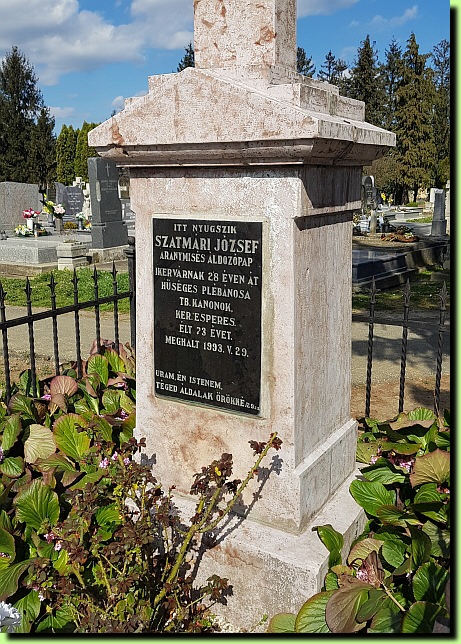 ITT NYUGSZIK
SZATMÁRI JÓZSEF
ARANYMISÉS ÁLDOZÓPAP
IKERVÁRNAK 28 ÉVEN ÁT
HŰSÉGES PLÉBÁNOSA
TB. KANONOK,
KER. ESPERES.
ÉLT 73 ÉVET.
MEGHALT 1993. V. 29.
URAM, ÉN ISTENEM,
TÉGED ÁLDALAK ÖRÖKKÉ